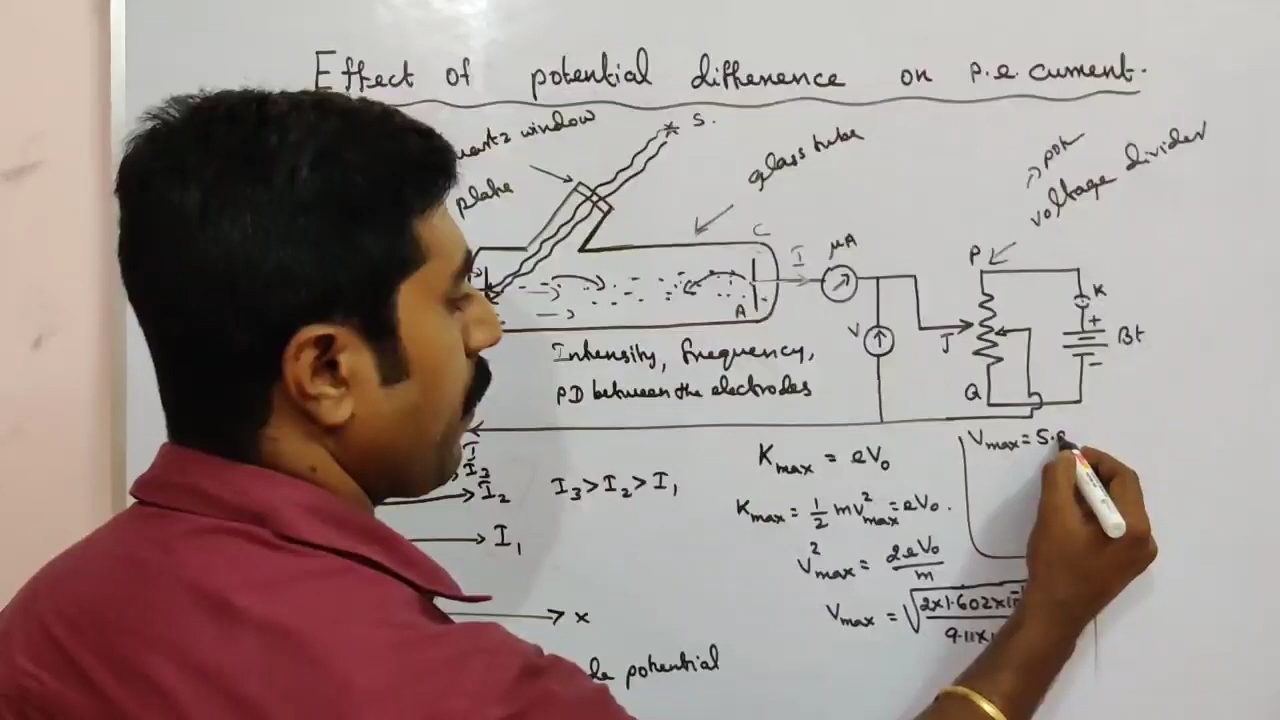 Effect of potential difference on p.e. current.
S.
window
plate
glass tube
pot
voltage divider
C
I
μA
P
K
+
Bt
V
J
A
Q
Intensity, frequency,
PD between the electrodes
Kmax = eV₀
Vmax = 5.
I₂
I₃ > I₂ > I₁
Kmax = 1/2 mv²max = eV₀.
I₁
v²max = 2eV₀/m
x
Vmax = √2×1.602×10⁻
9.11×1
potential